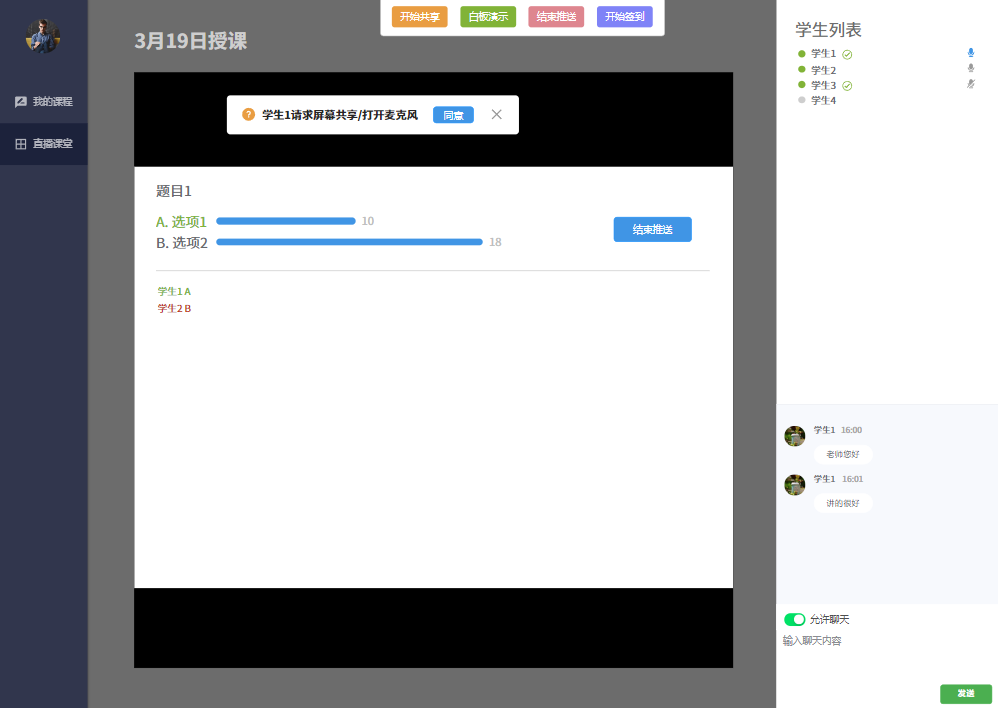 开始共享
白板演示
结束推送
开始签到
3月19日授课
我的课程
直播课堂
学生1请求屏幕共享/打开麦克风
同意
题目1
A. 选项1 10
B. 选项2 18
结束推送
学生1 A
学生2 B
学生列表
学生1
学生2
学生3
学生4
学生1 16:00
老师您好
学生1 16:01
讲的很好
允许聊天
输入聊天内容
发送